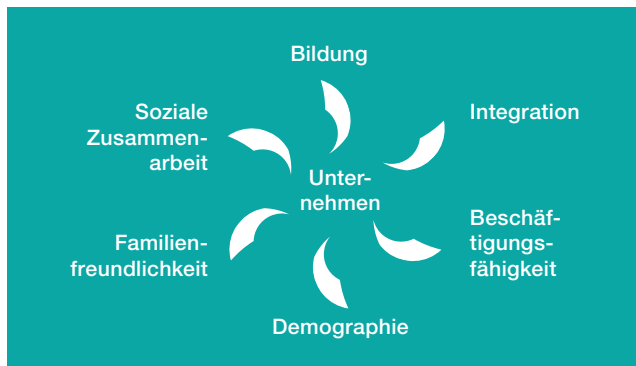 Bildung
Soziale
Zusammen-
arbeit
Integration
Unter-
nehmen
Familien-
freundlichkeit
Beschäf-
tigungs-
fähigkeit
Demographie